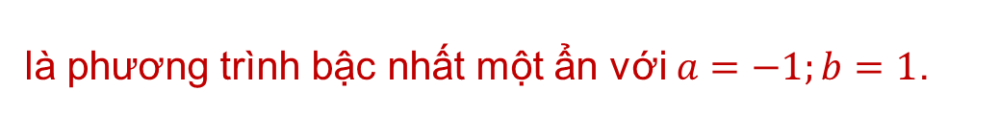 là phương trình bậc nhất một ẩn với a = −1; b = 1.